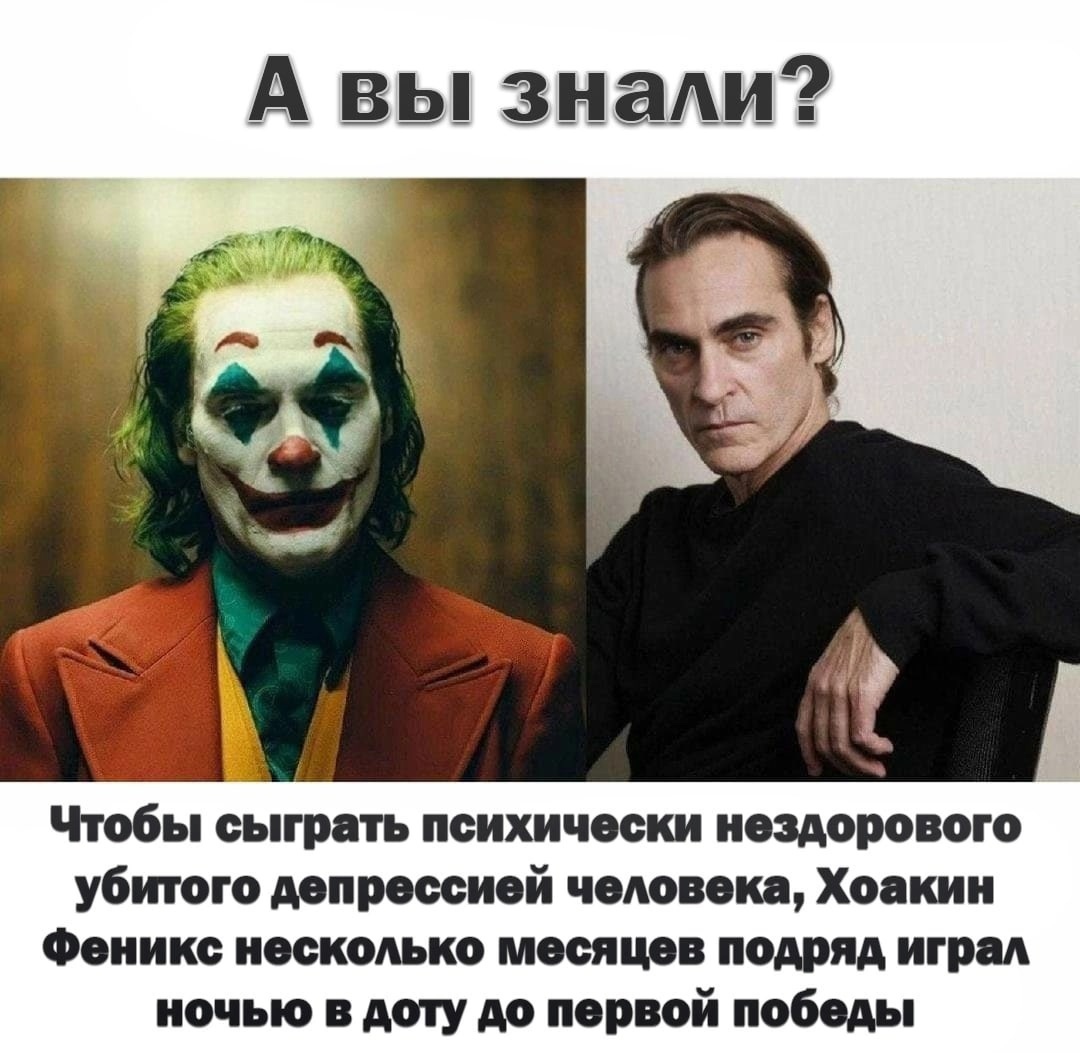 А вы знали?
Чтобы сыграть психически нездорового
убитого депрессией человека, Хоакин
Феникс несколько месяцев подряд играл
ночью в доту до первой победы